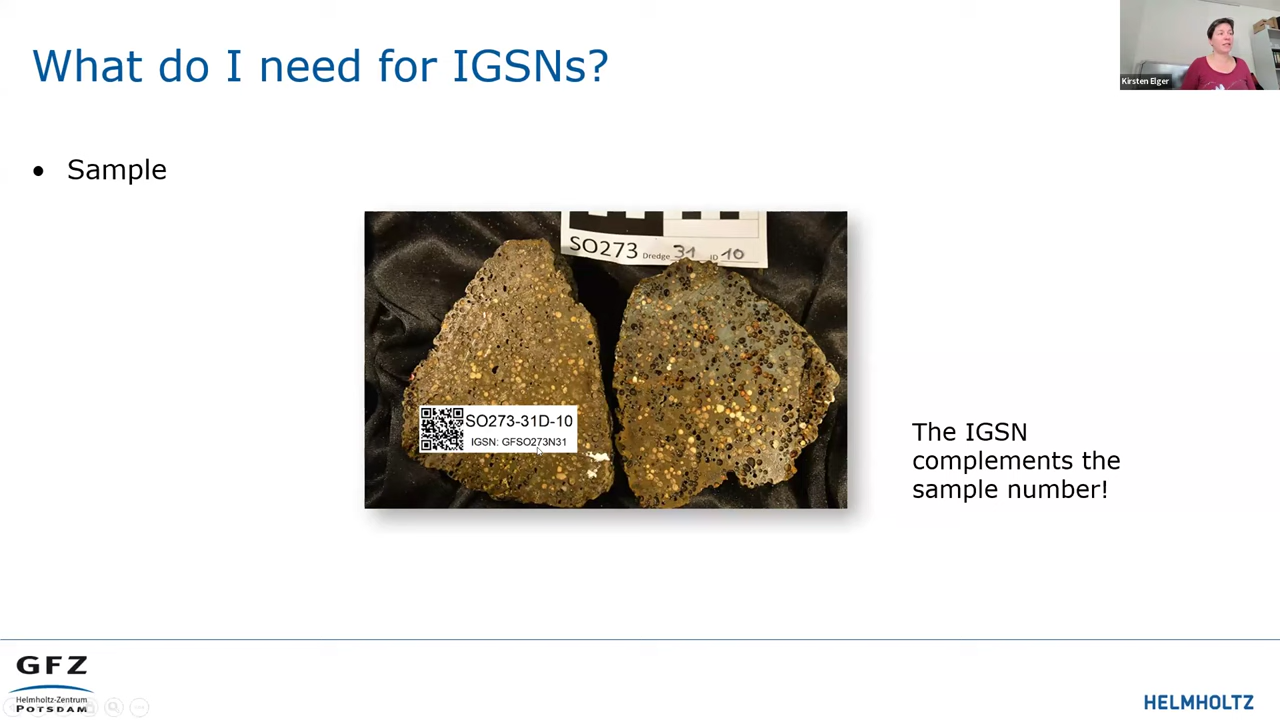 What do I need for IGSNs?
Kirsten Elger
• Sample
SO273 Dredge 31 ID 10
SO273-31D-10
IGSN: GFSO273N31
The IGSN
complements the
sample number!
GFZ
Helmholtz-Zentrum
POTSDAM
HELMHOLTZ